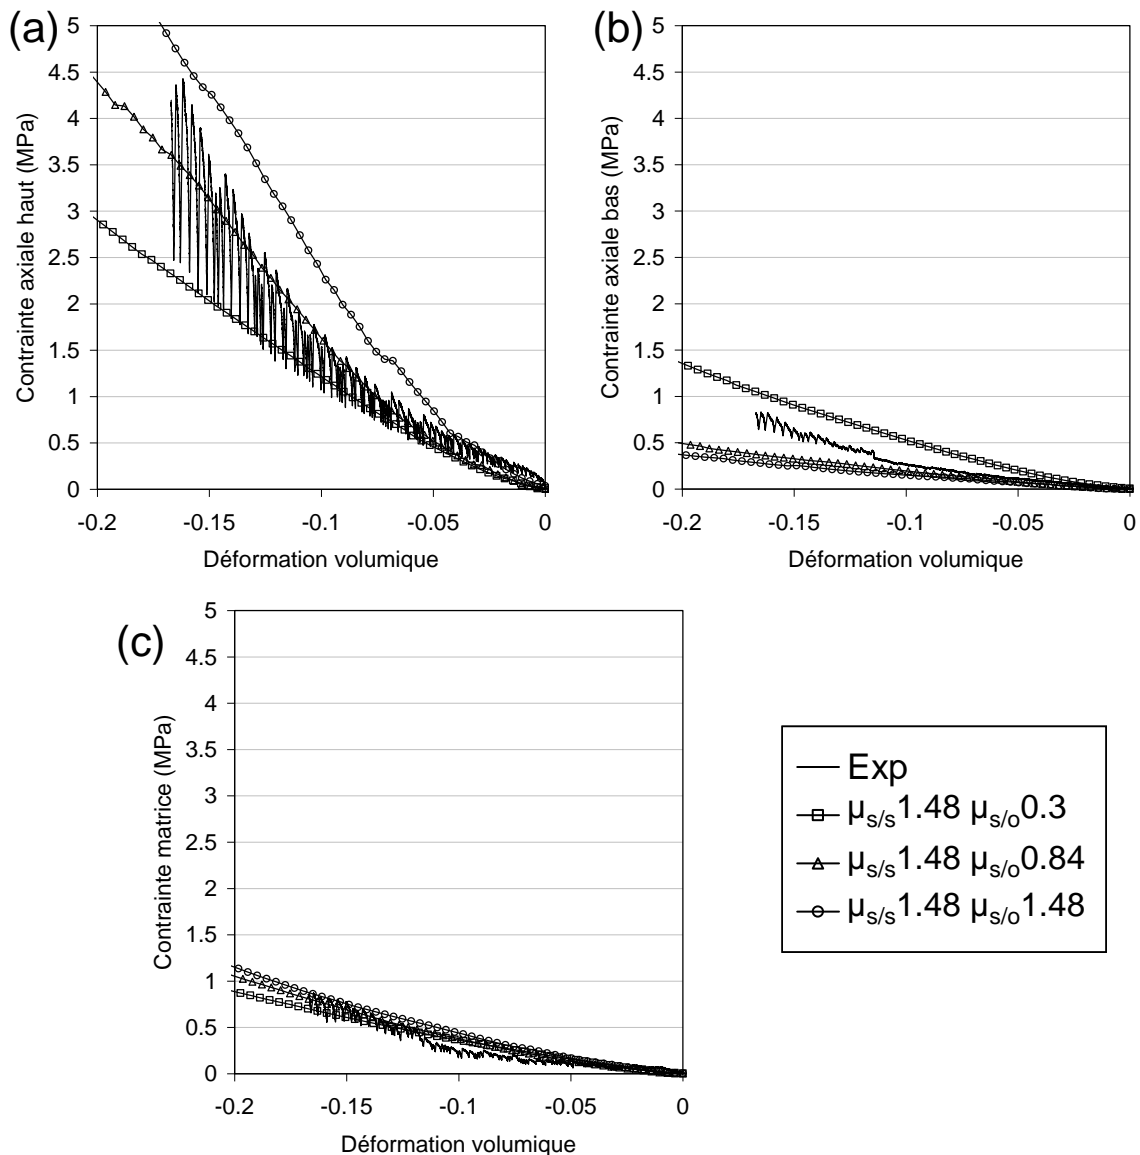 (a)
Contrainte axiale haut (MPa)
5
4.5
4
3.5
3
2.5
2
1.5
1
0.5
0
-0.2 -0.15 -0.1 -0.05 0
Déformation volumique
(b)
Contrainte axiale bas (MPa)
5
4.5
4
3.5
3
2.5
2
1.5
1
0.5
0
-0.2 -0.15 -0.1 -0.05 0
Déformation volumique
(c)
Contrainte matrice (MPa)
5
4.5
4
3.5
3
2.5
2
1.5
1
0.5
0
-0.2 -0.15 -0.1 -0.05 0
Déformation volumique
Exp
μs/s1.48 μs/o0.3
μs/s1.48 μs/o0.84
μs/s1.48 μs/o1.48